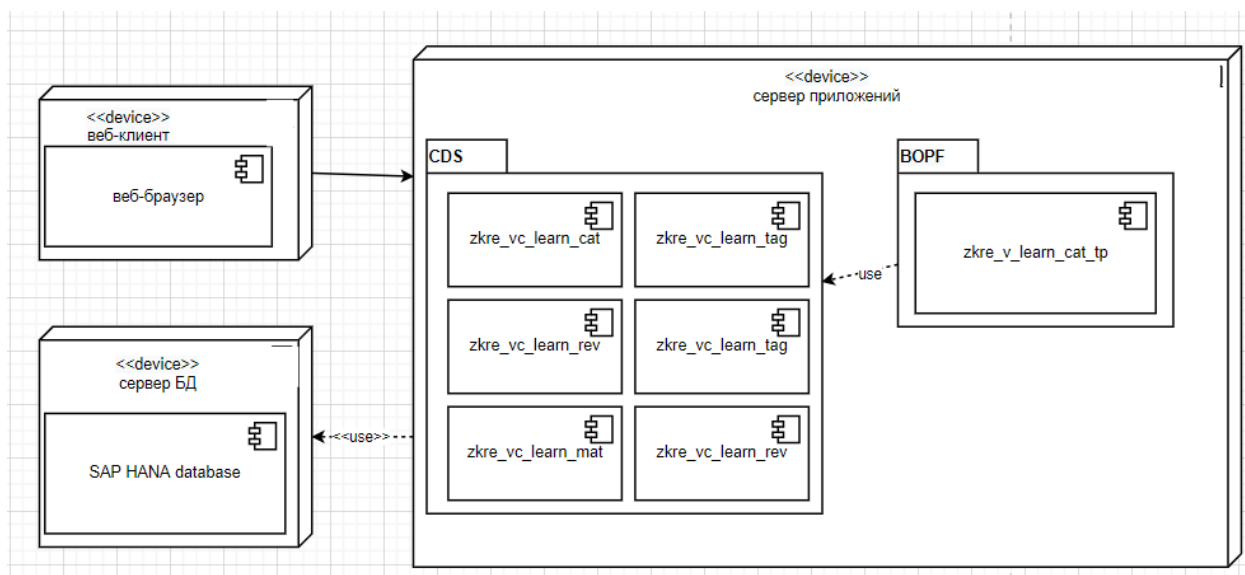 <<device>>
веб-клиент
веб-браузер
<<device>>
сервер БД
SAP HANA database
<<use>>
<<device>>
сервер приложений
CDS
zkre_vc_learn_cat
zkre_vc_learn_tag
zkre_vc_learn_rev
zkre_vc_learn_tag
zkre_vc_learn_mat
zkre_vc_learn_rev
use
BOPF
zkre_v_learn_cat_tp